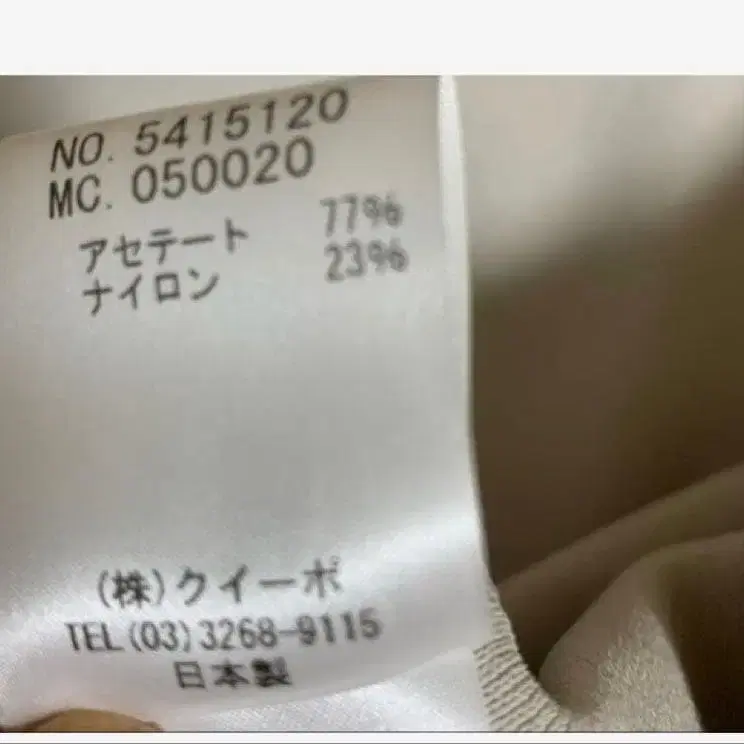 NO. 5415120
MC. 050020
アセテート 77%
ナイロン 23%
(株)クイーポ
TEL(03)3268-9115
日本製